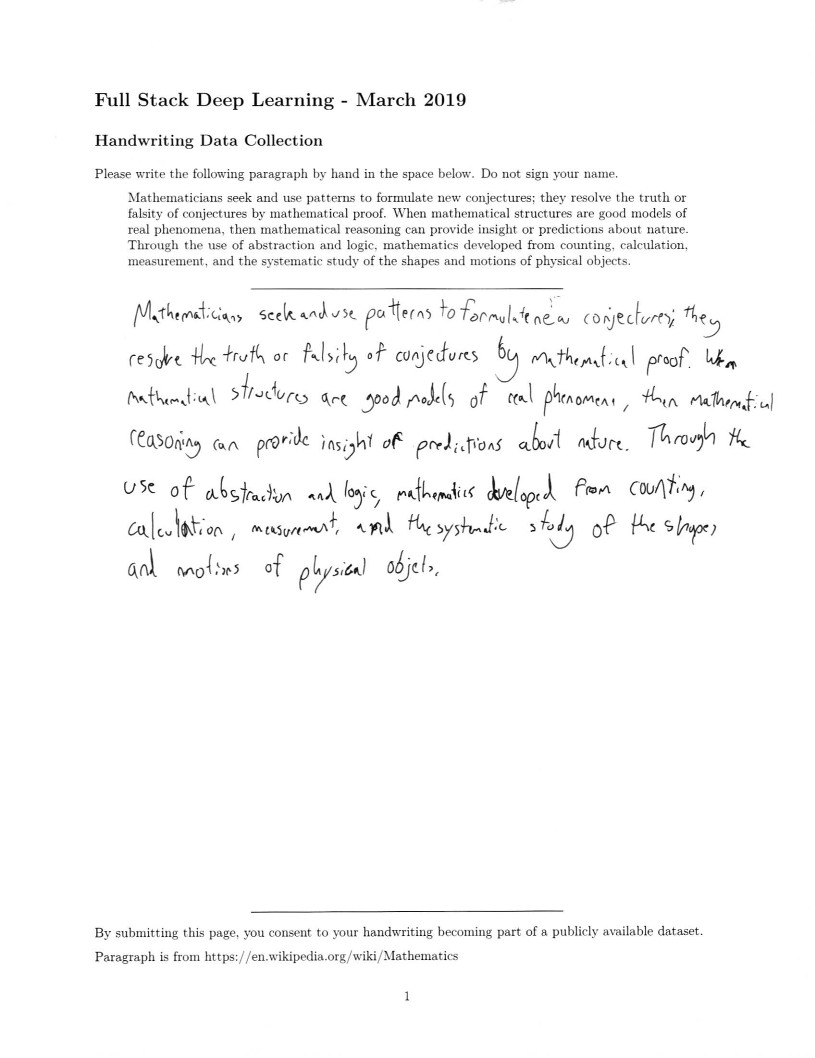 Full Stack Deep Learning - March 2019
Handwriting Data Collection
Please write the following paragraph by hand in the space below. Do not sign your name.
Mathematicians seek and use patterns to formulate new conjectures; they resolve the truth or
falsity of conjectures by mathematical proof. When mathematical structures are good models of
real phenomena, then mathematical reasoning can provide insight or predictions about nature.
Through the use of abstraction and logic, mathematics developed from counting, calculation,
measurement, and the systematic study of the shapes and motions of physical objects.
Mathematicians seek and use patterns to formulate new conjectures; they
resolve the truth or falsity of conjectures by mathematical proof. When
mathematical structures are good models of real phenomena, then mathematical
reasoning can provide insight of predictions about nature. Through the
use of abstraction and logic, mathematics developed from counting,
calculation, measurement, and the systematic study of the shapes
and motions of physical objets.
By submitting this page, you consent to your handwriting becoming part of a publicly available dataset.
Paragraph is from https://en.wikipedia.org/wiki/Mathematics
1